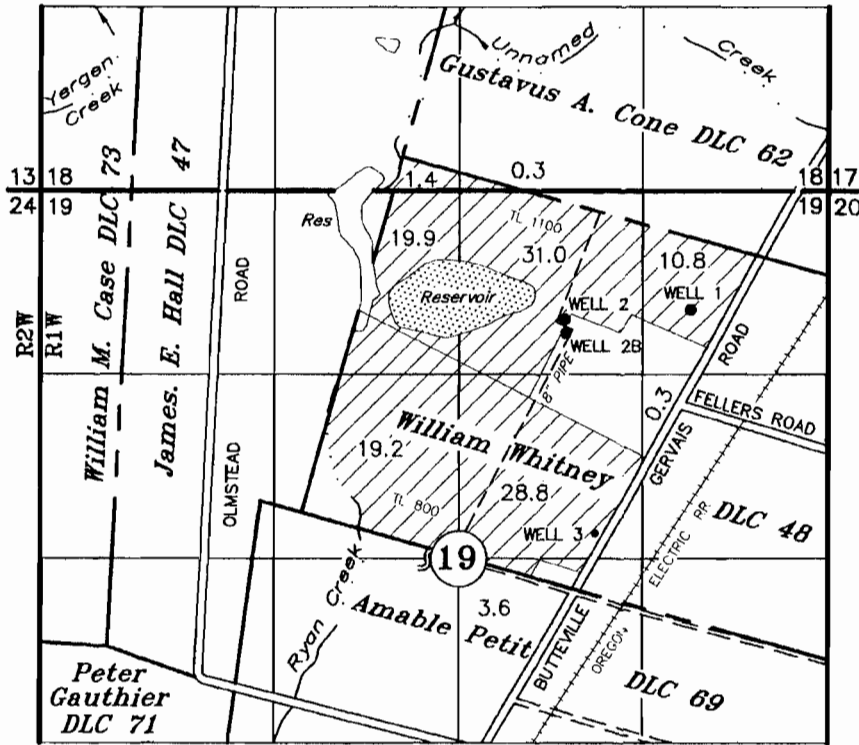 Yergen
Creek
Unnamed
Creek
Gustavus A. Cone DLC 62
13 18
24 19
18 17
19 20
R2W
R1W
William M. Case DLC 73
James. E. Hall DLC 47
OLMSTEAD
ROAD
Res
1.4
0.3
TL 1100
19.9
31.0
10.8
Reservoir
WELL 1
WELL 2
WELL 2B
8" PIPE
0.3
ROAD
FELLERS ROAD
William Whitney
GERVAIS
19.2
28.8
TL 800
WELL 3
DLC 48
ELECTRIC R.R.
19
3.6
Ryan Creek
Amable Petit
BUTTEVILLE
OREGON
DLC 69
Peter
Gauthier
DLC 71